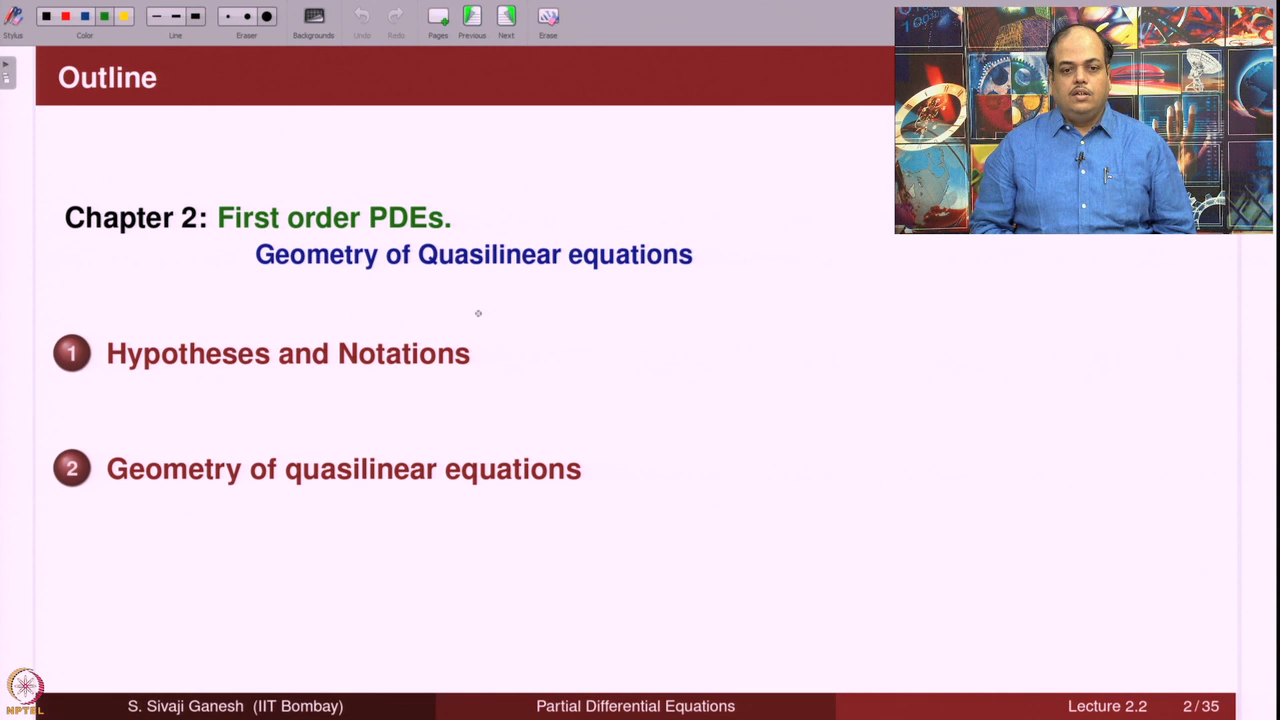 Stylus
Color
Line
Eraser
Backgrounds
Undo
Redo
Pages
Previous
Next
Erase
Outline
Chapter 2: First order PDEs.
Geometry of Quasilinear equations
1 Hypotheses and Notations
2 Geometry of quasilinear equations
NPTEL
S. Sivaji Ganesh (IIT Bombay)
Partial Differential Equations
Lecture 2.2
2 / 35